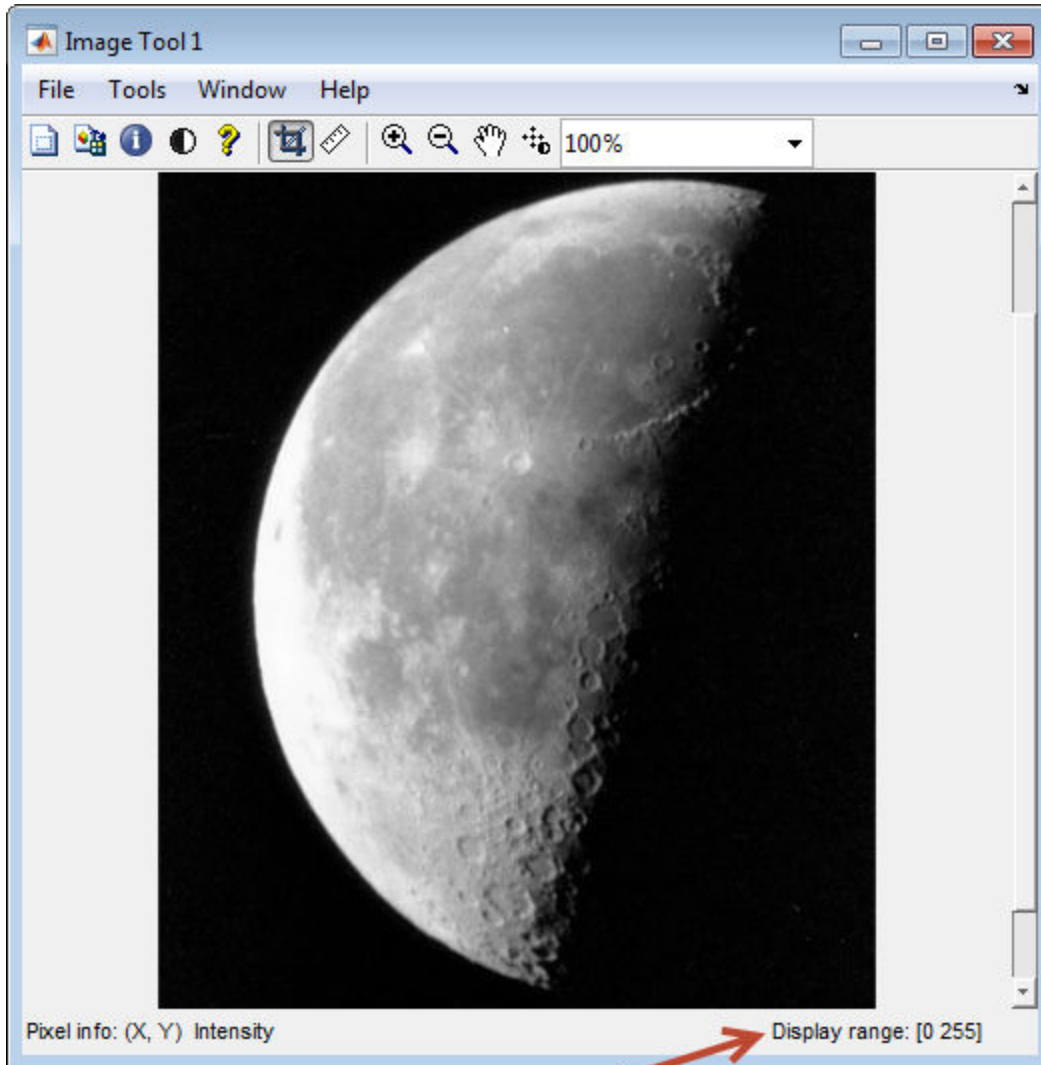 Image Tool 1
File Tools Window Help
100%
Pixel info: (X, Y) Intensity
Display range: [0 255]